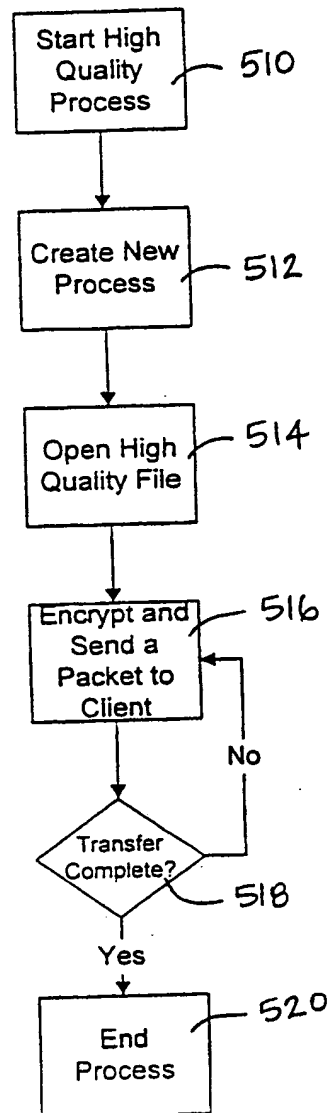 Start High
Quality
Process
510
Create New
Process
512
Open High
Quality File
514
Encrypt and
Send a
Packet to
Client
516
No
Transfer
Complete?
518
Yes
End
Process
520